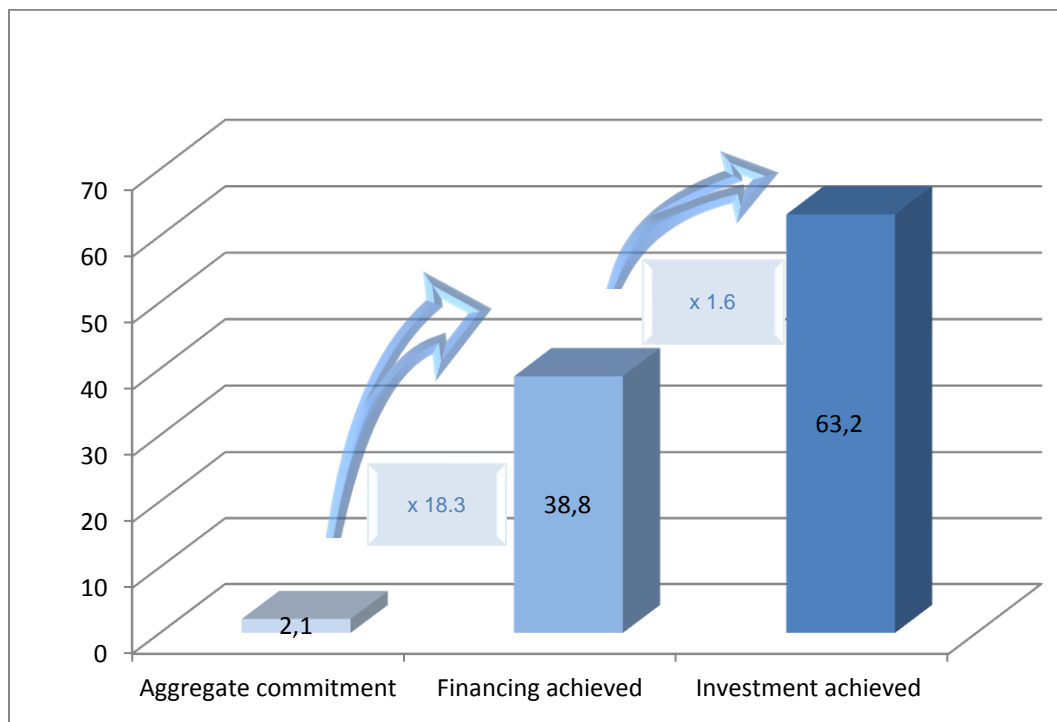 70
60
50
40
30
20
10
0
x 18.3
x 1.6
2,1
38,8
63,2
Aggregate commitment
Financing achieved
Investment achieved